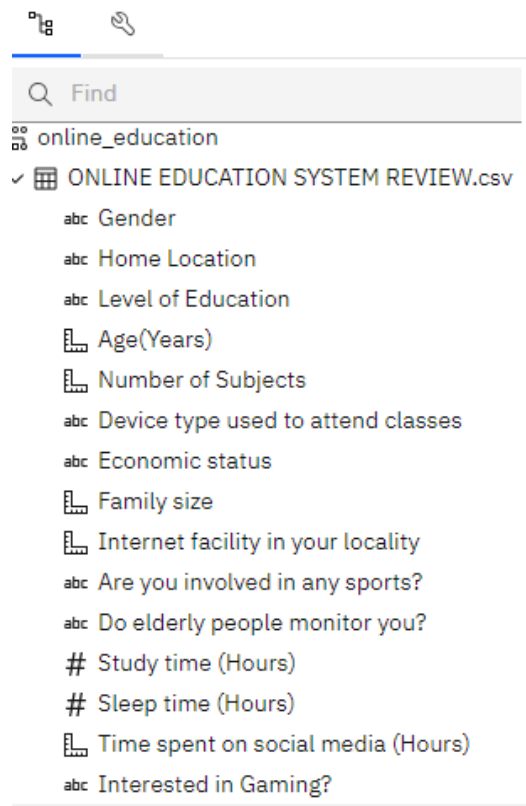 Find
online_education
ONLINE EDUCATION SYSTEM REVIEW.csv
abc Gender
abc Home Location
abc Level of Education
Age(Years)
Number of Subjects
abc Device type used to attend classes
abc Economic status
Family size
Internet facility in your locality
abc Are you involved in any sports?
abc Do elderly people monitor you?
# Study time (Hours)
# Sleep time (Hours)
Time spent on social media (Hours)
abc Interested in Gaming?